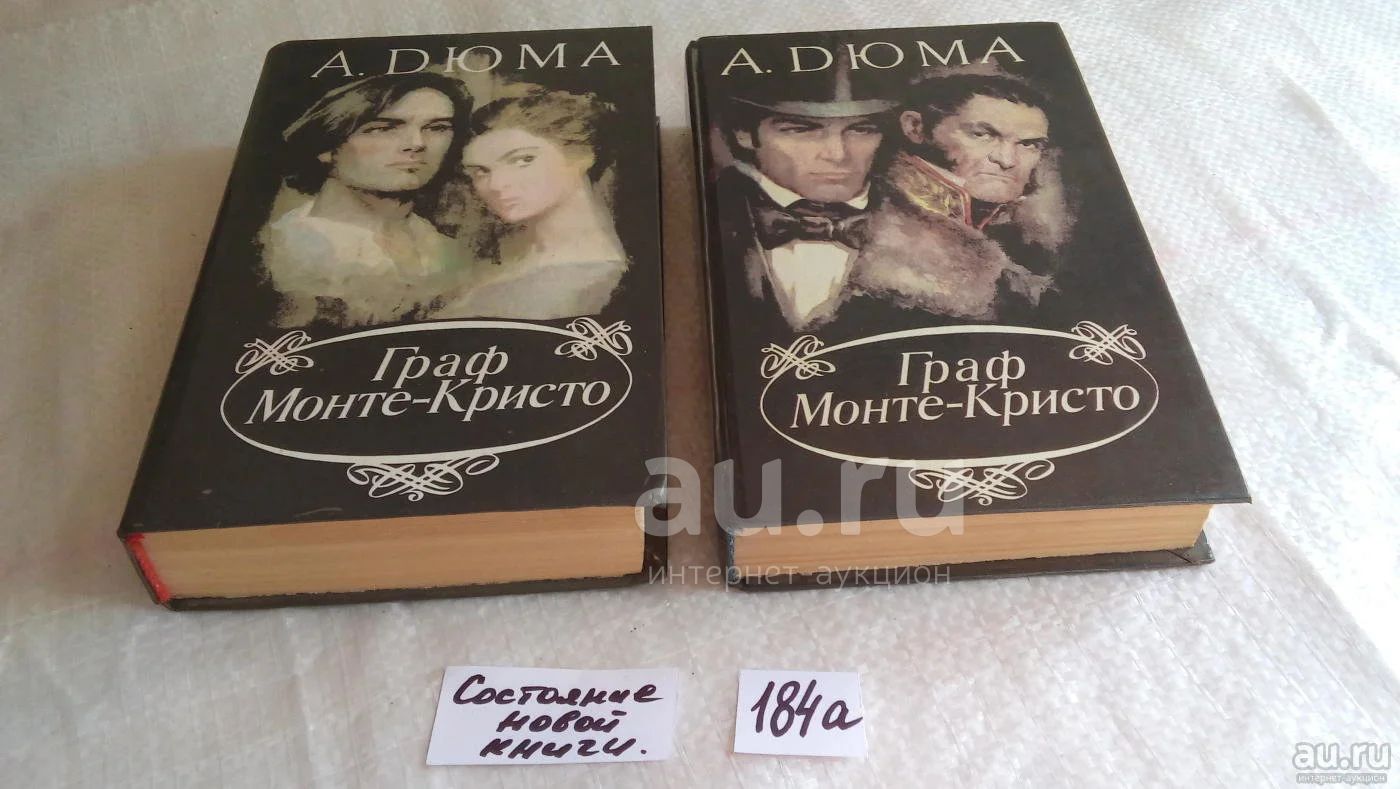 А. ДЮМА
Граф
Монте-Кристо
А. ДЮМА
Граф
Монте-Кристо
au.ru
интернет-аукцион
Состояние
новой
книги.
184а
au.ru
интернет-аукцион